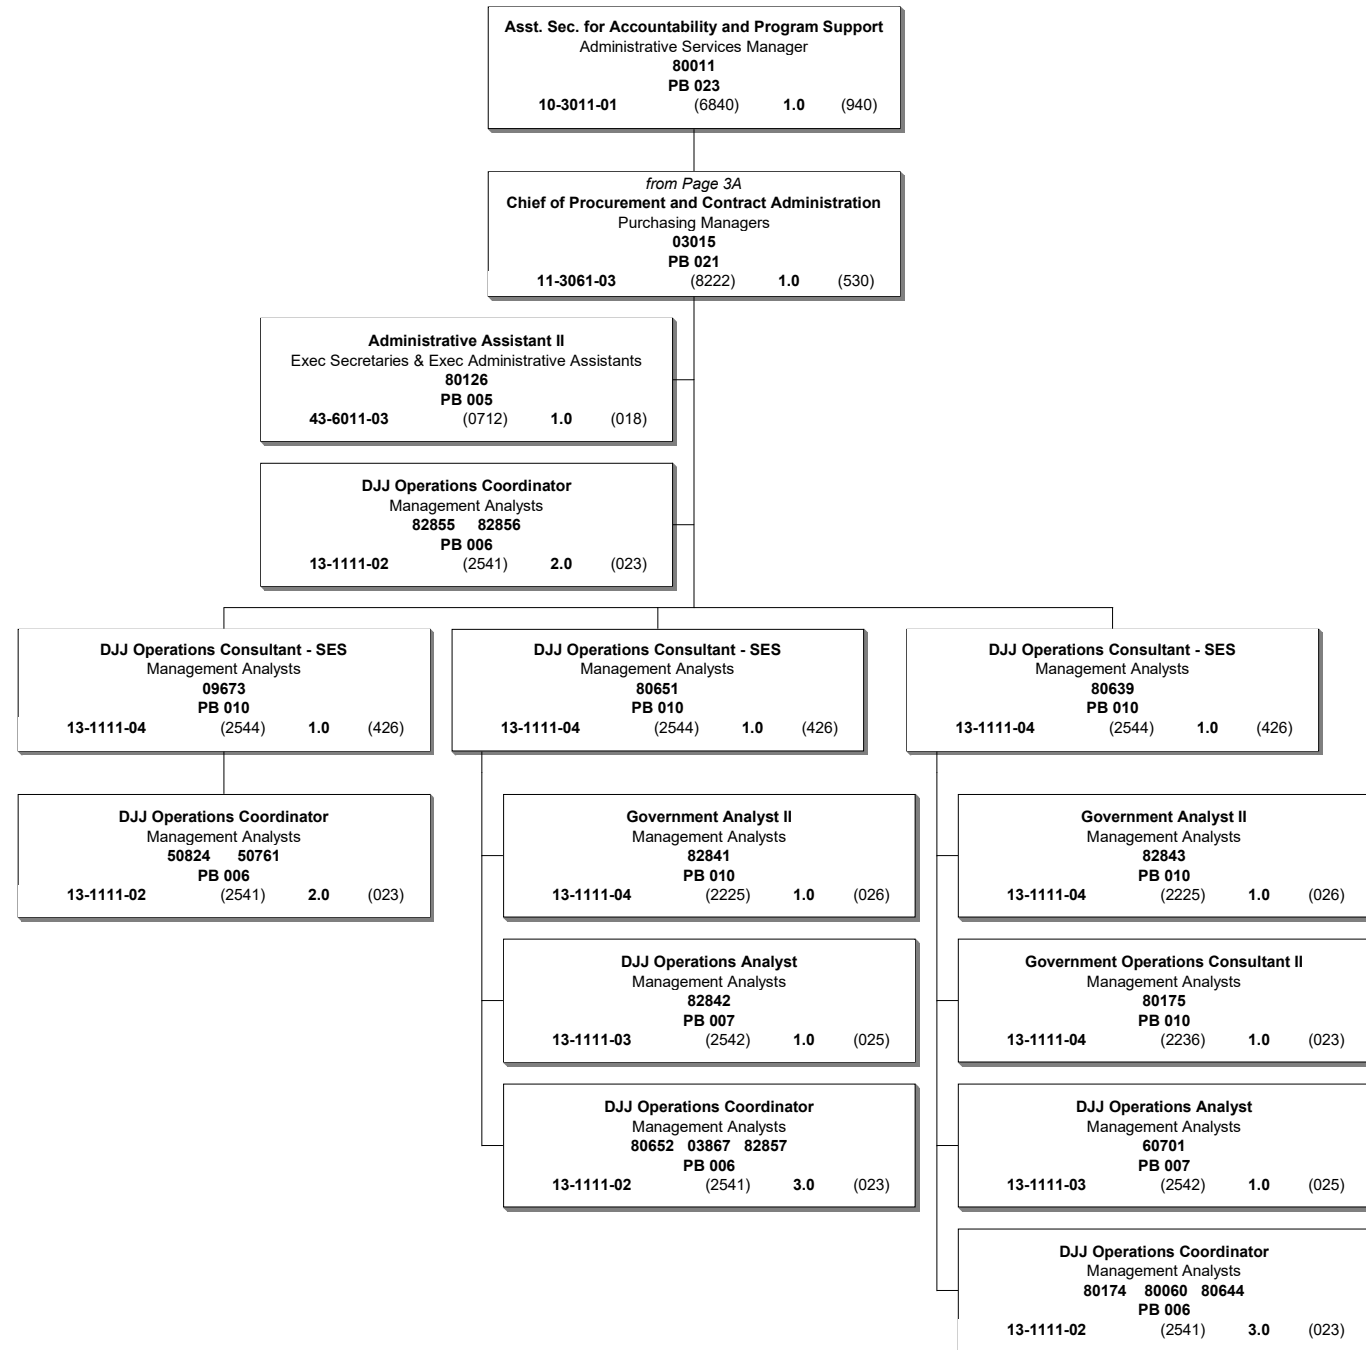 Asst. Sec. for Accountability and Program Support
Administrative Services Manager
80011
PB 023
10-3011-01 (6840) 1.0 (940)
from Page 3A
Chief of Procurement and Contract Administration
Purchasing Managers
03015
PB 021
11-3061-03 (8222) 1.0 (530)
Administrative Assistant II
Exec Secretaries & Exec Administrative Assistants
80126
PB 005
43-6011-03 (0712) 1.0 (018)
DJJ Operations Coordinator
Management Analysts
82855 82856
PB 006
13-1111-02 (2541) 2.0 (023)
DJJ Operations Consultant - SES
Management Analysts
09673
PB 010
13-1111-04 (2544) 1.0 (426)
DJJ Operations Coordinator
Management Analysts
50824 50761
PB 006
13-1111-02 (2541) 2.0 (023)
DJJ Operations Consultant - SES
Management Analysts
80651
PB 010
13-1111-04 (2544) 1.0 (426)
Government Analyst II
Management Analysts
82841
PB 010
13-1111-04 (2225) 1.0 (026)
DJJ Operations Analyst
Management Analysts
82842
PB 007
13-1111-03 (2542) 1.0 (025)
DJJ Operations Coordinator
Management Analysts
80652 03867 82857
PB 006
13-1111-02 (2541) 3.0 (023)
DJJ Operations Consultant - SES
Management Analysts
80639
PB 010
13-1111-04 (2544) 1.0 (426)
Government Analyst II
Management Analysts
82843
PB 010
13-1111-04 (2225) 1.0 (026)
Government Operations Consultant II
Management Analysts
80175
PB 010
13-1111-04 (2236) 1.0 (023)
DJJ Operations Analyst
Management Analysts
60701
PB 007
13-1111-03 (2542) 1.0 (025)
DJJ Operations Coordinator
Management Analysts
80174 80060 80644
PB 006
13-1111-02 (2541) 3.0 (023)